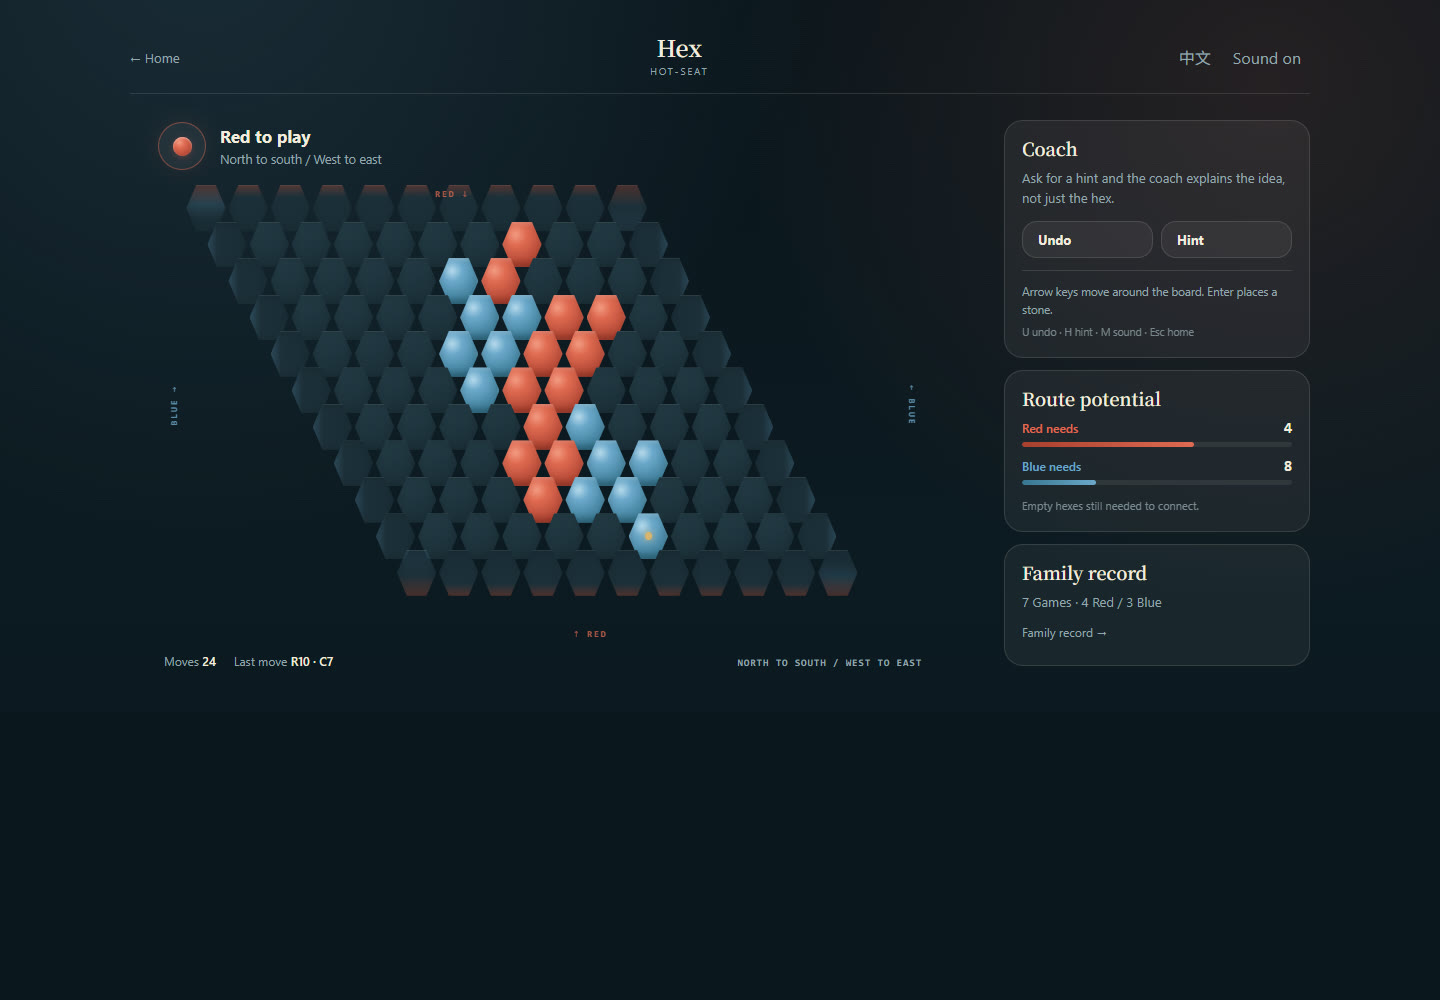 ← Home
Hex
HOT-SEAT
中文
Sound on
Red to play
North to south / West to east
RED ↓
BLUE →
BLUE ←
↑ RED
Moves 24
Last move R10 · C7
NORTH TO SOUTH / WEST TO EAST
Coach
Ask for a hint and the coach explains the idea,
not just the hex.
Undo
Hint
Arrow keys move around the board. Enter places a
stone.
U undo · H hint · M sound · Esc home
Route potential
Red needs
4
Blue needs
8
Empty hexes still needed to connect.
Family record
7 Games · 4 Red / 3 Blue
Family record →